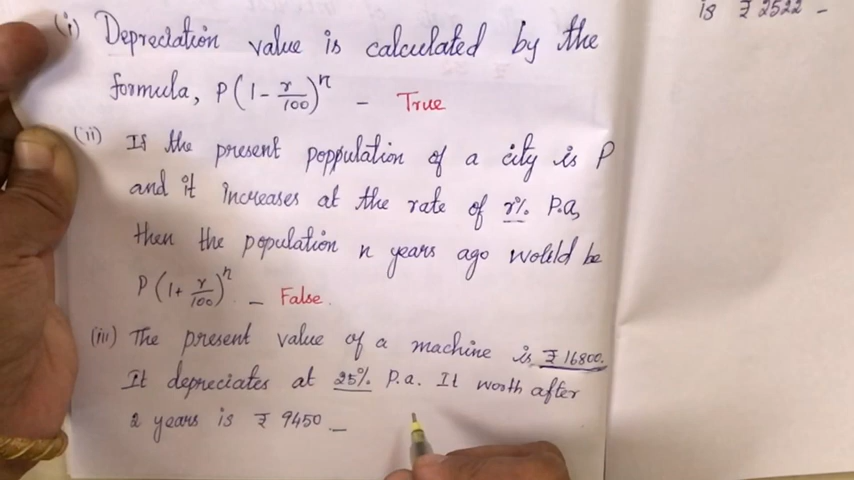 is ₹ 2522 -
(i) Depreciation value is calculated by the
formula, P(1 - r/100)^n - True
(ii) If the present poppulation of a city is P
and it increases at the rate of r% P.a,
then the population n years ago would be
P(1 + r/100)^n - False.
(iii) The present value of a machine is ₹ 16800.
It depreciates at 25% P.a. It worth after
2 years is ₹ 9450 -